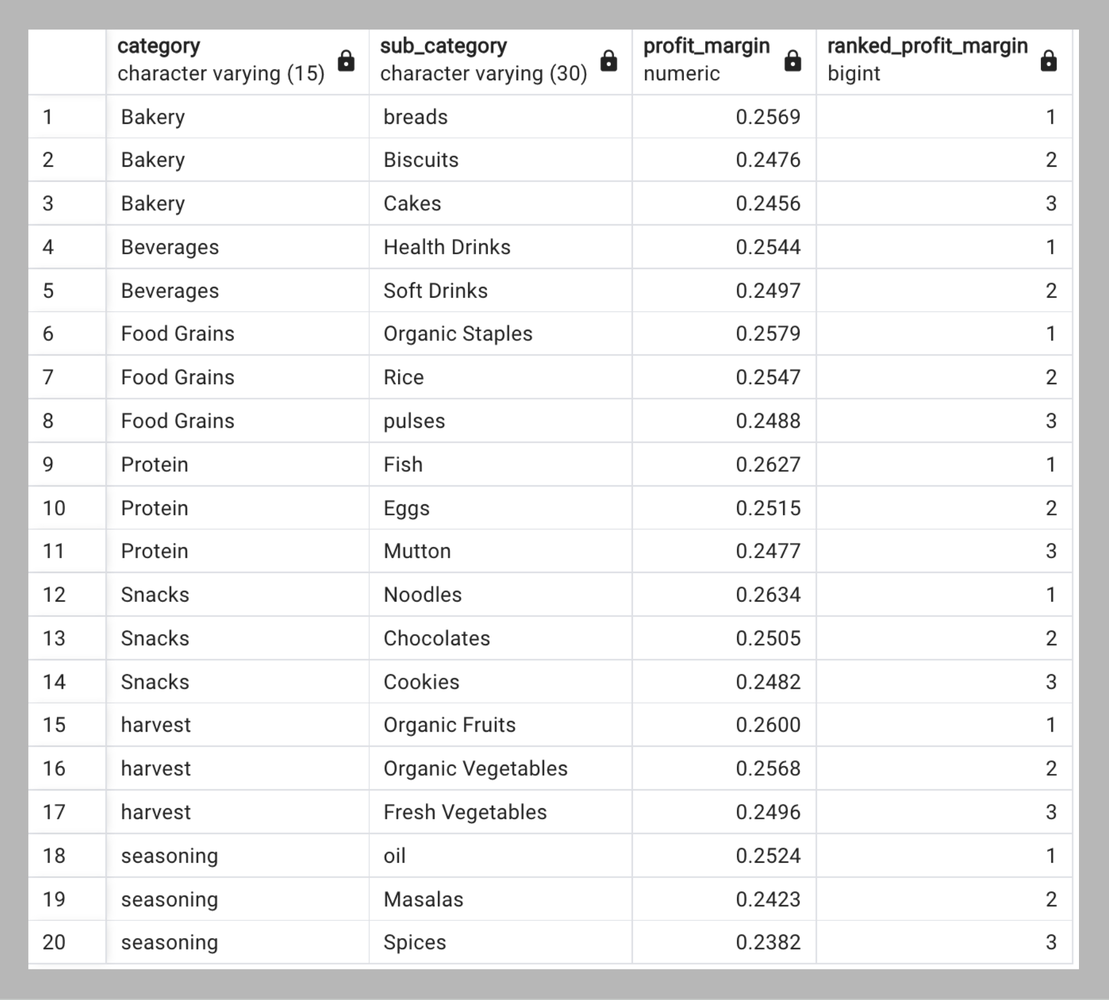 category sub_category profit_margin ranked_profit_margin
character varying (15) character varying (30) numeric bigint
1 Bakery breads 0.2569 1
2 Bakery Biscuits 0.2476 2
3 Bakery Cakes 0.2456 3
4 Beverages Health Drinks 0.2544 1
5 Beverages Soft Drinks 0.2497 2
6 Food Grains Organic Staples 0.2579 1
7 Food Grains Rice 0.2547 2
8 Food Grains pulses 0.2488 3
9 Protein Fish 0.2627 1
10 Protein Eggs 0.2515 2
11 Protein Mutton 0.2477 3
12 Snacks Noodles 0.2634 1
13 Snacks Chocolates 0.2505 2
14 Snacks Cookies 0.2482 3
15 harvest Organic Fruits 0.2600 1
16 harvest Organic Vegetables 0.2568 2
17 harvest Fresh Vegetables 0.2496 3
18 seasoning oil 0.2524 1
19 seasoning Masalas 0.2423 2
20 seasoning Spices 0.2382 3